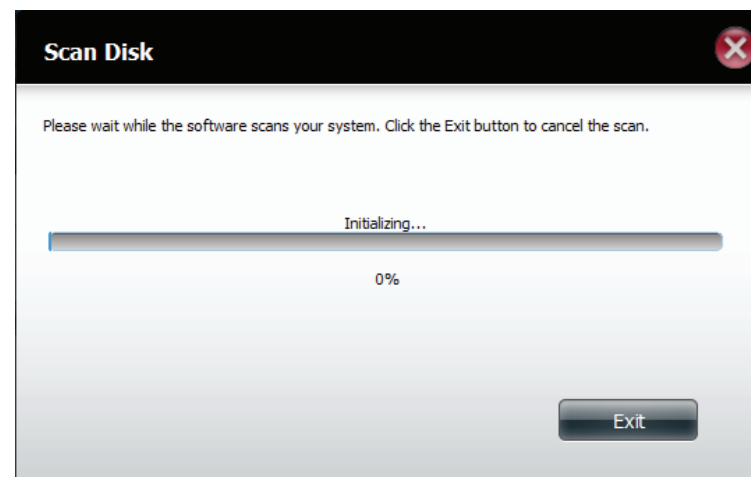 Scan Disk
Please wait while the software scans your system. Click the Exit button to cancel the scan.
Initializing...
0%
Exit